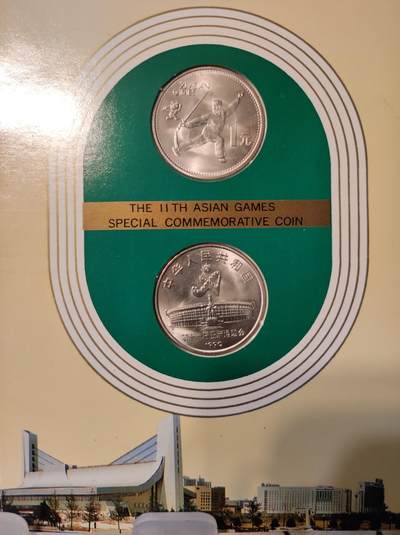 1元
THE 11TH ASIAN GAMES
SPECIAL COMMEMORATIVE COIN
中华人民共和国
1990